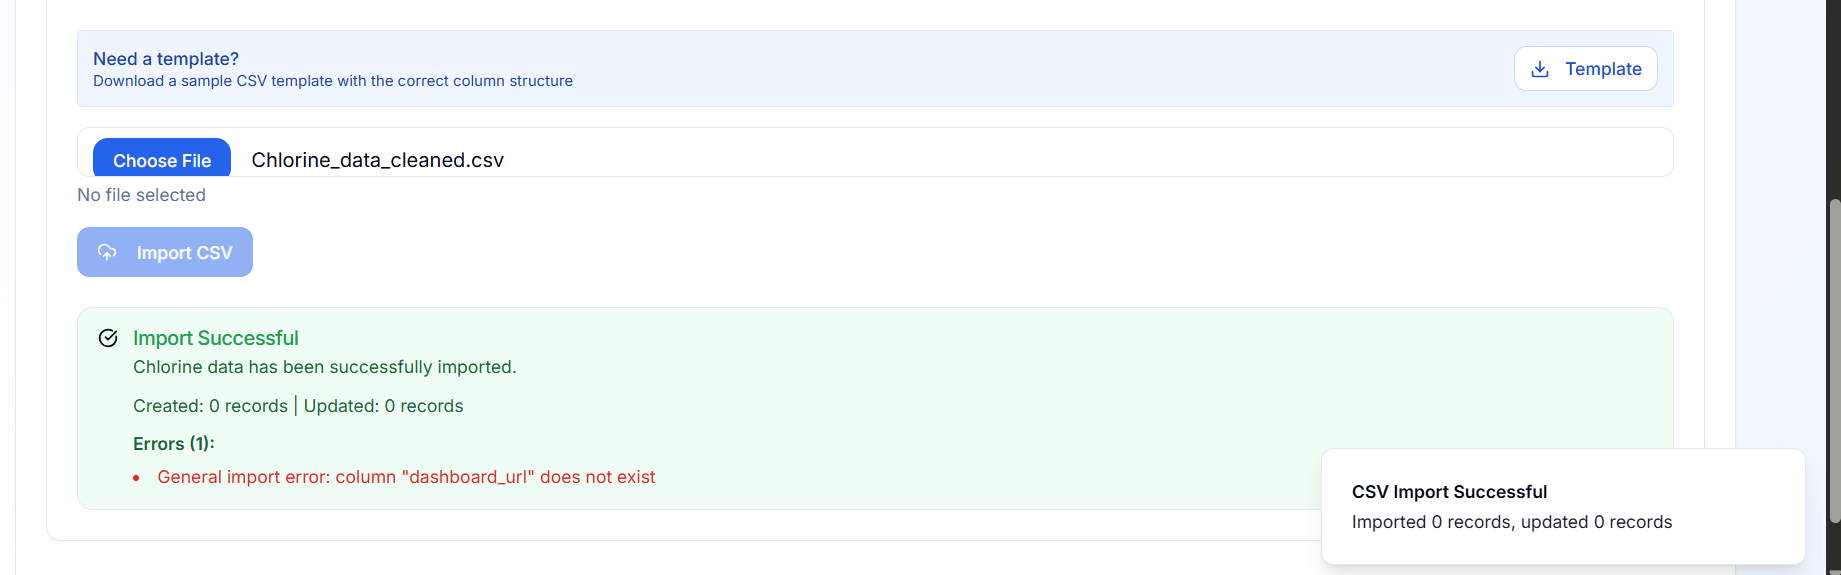 Need a template?
Download a sample CSV template with the correct column structure
Template
Choose File
Chlorine_data_cleaned.csv
No file selected
Import CSV
Import Successful
Chlorine data has been successfully imported.
Created: 0 records | Updated: 0 records
Errors (1):
• General import error: column "dashboard_url" does not exist
CSV Import Successful
Imported 0 records, updated 0 records